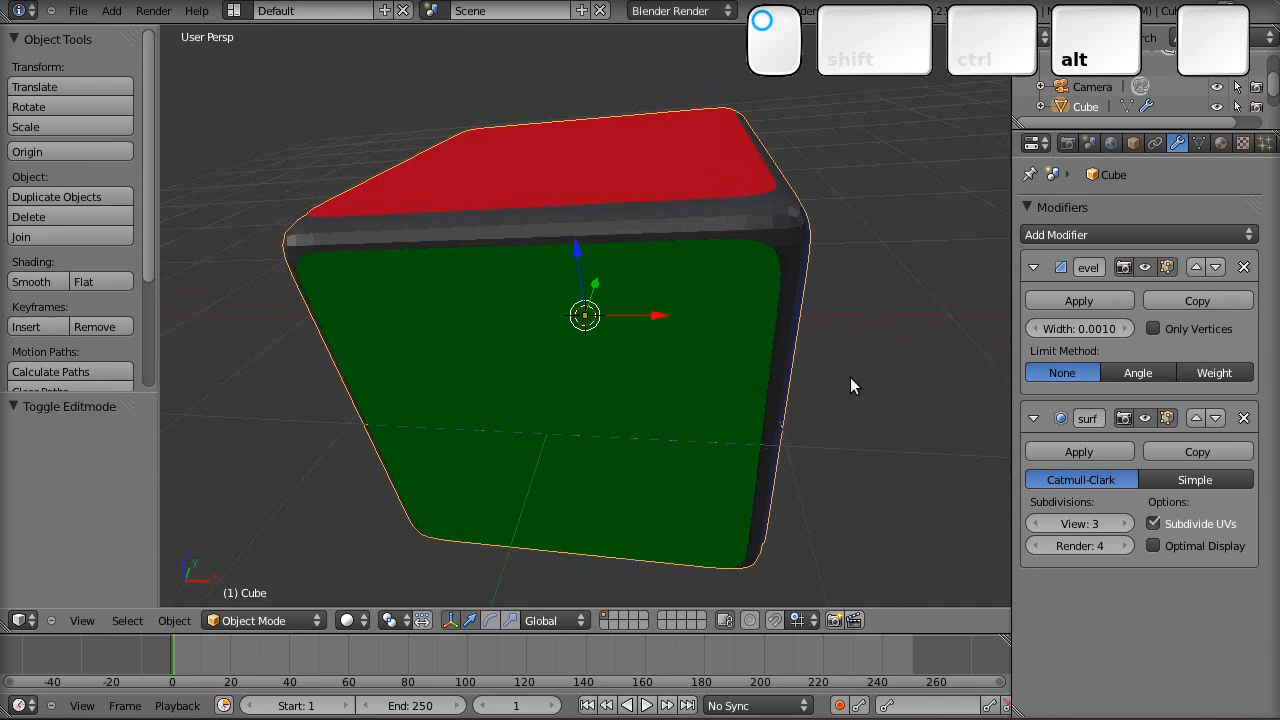 File Add Render Help Default Scene Blender Render
shift ctrl alt
User Persp
Object Tools
Transform:
Translate
Rotate
Scale
Origin
Object:
Duplicate Objects
Delete
Join
Shading:
Smooth Flat
Keyframes:
Insert Remove
Motion Paths:
Calculate Paths
Toggle Editmode
y
(1) Cube
View Select Object Object Mode Global
-40 -20 0 20 40 60 80 100 120 140 160 180 200 220 240 260
View Frame Playback Start: 1 End: 250 1 No Sync
Camera
Cube
Cube
Modifiers
Add Modifier
evel
Apply Copy
Width: 0.0010 Only Vertices
Limit Method:
None Angle Weight
surf
Apply Copy
Catmull-Clark Simple
Subdivisions: Options:
View: 3 Subdivide UVs
Render: 4 Optimal Display